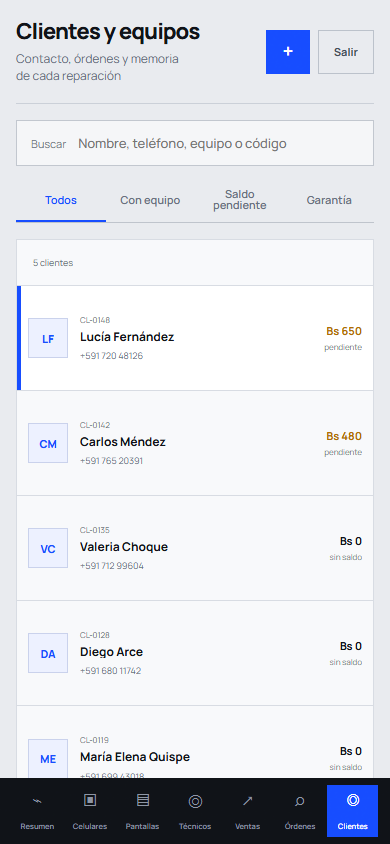 Clientes y equipos
Contacto, órdenes y memoria
de cada reparación
+
Salir
Buscar Nombre, teléfono, equipo o código
Todos
Con equipo
Saldo
pendiente
Garantía
5 clientes
LF
CL-0148
Lucía Fernández
+591 720 48126
Bs 650
pendiente
CM
CL-0142
Carlos Méndez
+591 765 20391
Bs 480
pendiente
VC
CL-0135
Valeria Choque
+591 712 99604
Bs 0
sin saldo
DA
CL-0128
Diego Arce
+591 680 11742
Bs 0
sin saldo
ME
CL-0119
María Elena Quispe
+591 699 43018
Bs 0
sin saldo
Resumen
Celulares
Pantallas
Técnicos
Ventas
Órdenes
Clientes